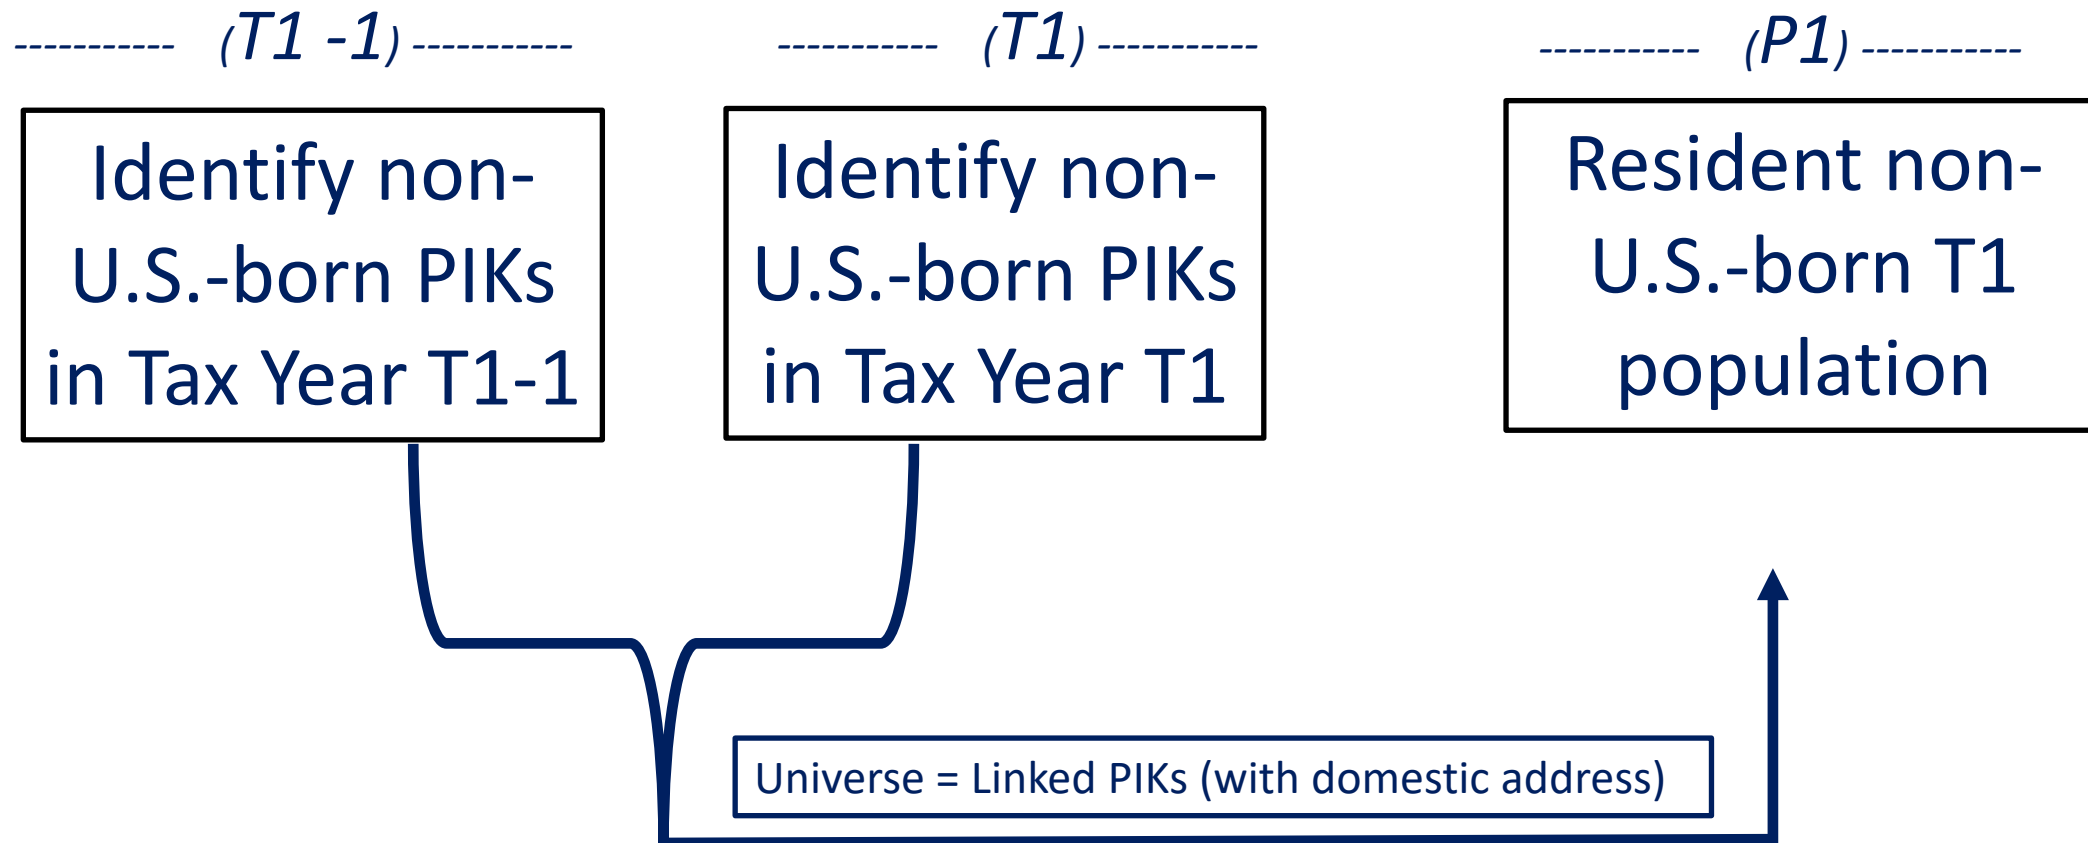 ----------- (T1 -1) -----------
----------- (T1) -----------
----------- (P1) -----------
Identify non-
U.S.-born PIKs
in Tax Year T1-1
Identify non-
U.S.-born PIKs
in Tax Year T1
Resident non-
U.S.-born T1
population
Universe = Linked PIKs (with domestic address)